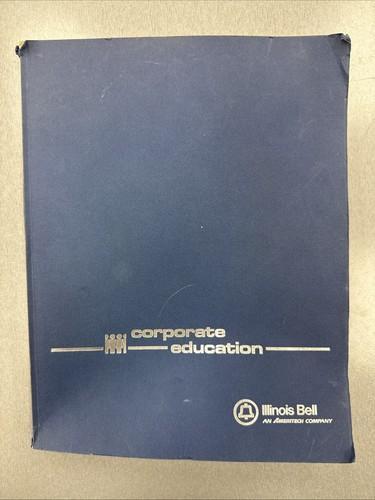 corporate
education
Illinois Bell
AN AMERITECH COMPANY